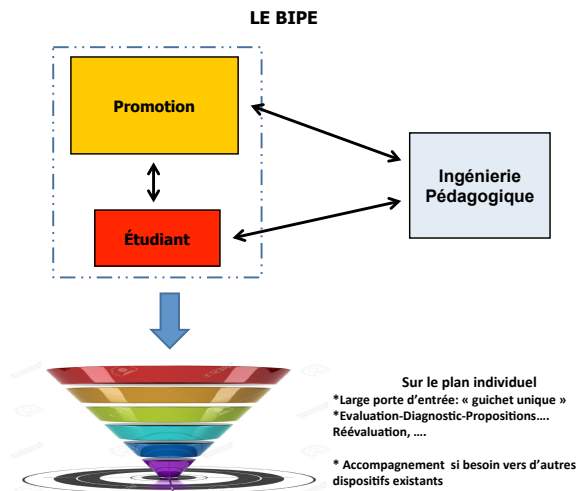 LE BIPE
Promotion
Étudiant
Ingénierie
Pédagogique
Sur le plan individuel
*Large porte d’entrée: « guichet unique »
*Evaluation-Diagnostic-Propositions….
Réévaluation, ….
* Accompagnement si besoin vers d’autres
dispositifs existants